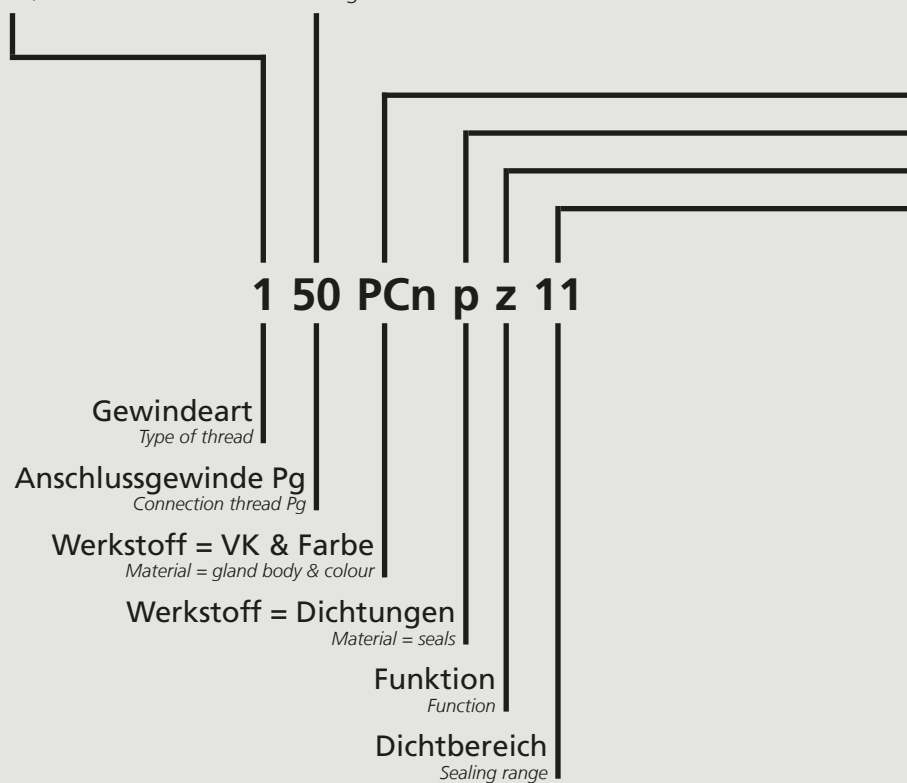 1 50 PCn p z 11
Gewindeart
Type of thread
Anschlussgewinde Pg
Connection thread Pg
Werkstoff = VK & Farbe
Material = gland body & colour
Werkstoff = Dichtungen
Material = seals
Funktion
Function
Dichtbereich
Sealing range